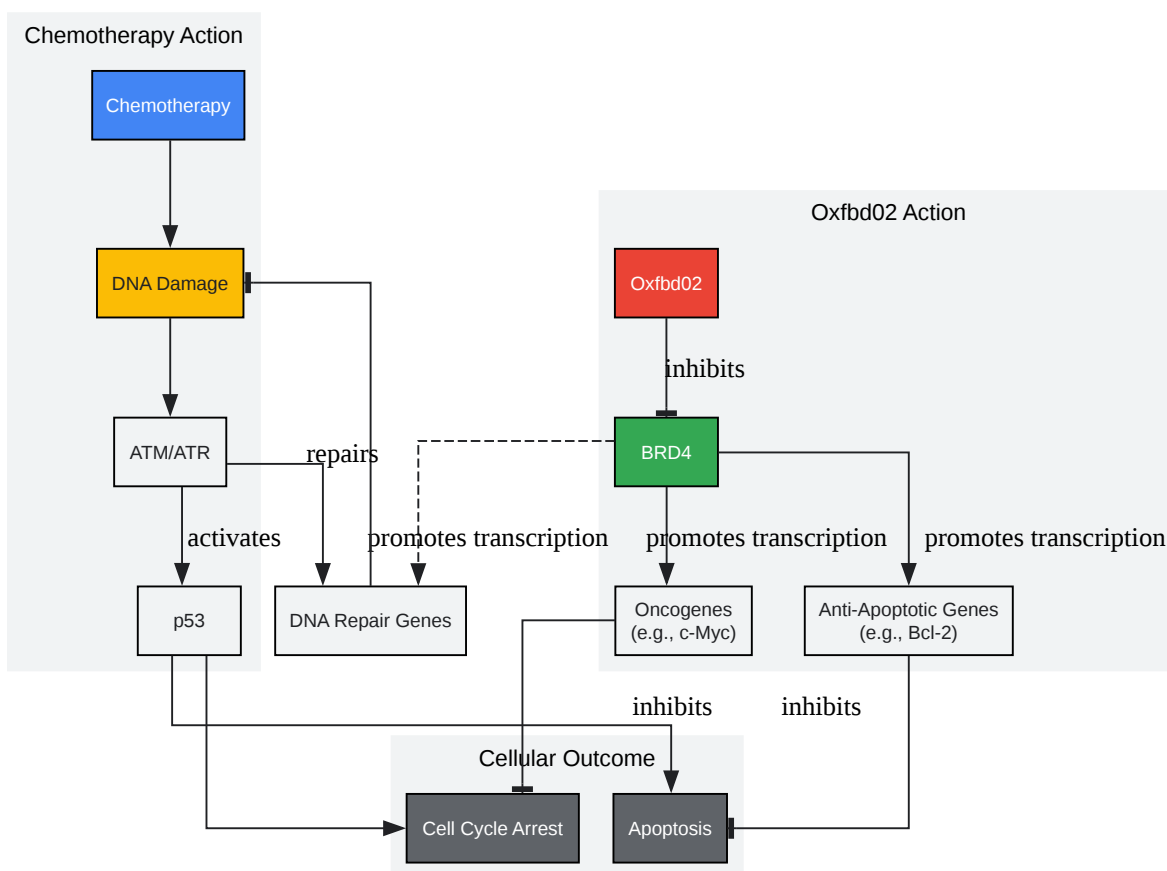 Chemotherapy Action
Chemotherapy
Oxfbd02 Action
DNA Damage
Oxfbd02
inhibits
ATM/ATR
repairs
BRD4
activates
promotes transcription
promotes transcription
promotes transcription
p53
DNA Repair Genes
Oncogenes
(e.g., c-Myc)
Anti-Apoptotic Genes
(e.g., Bcl-2)
inhibits
inhibits
Cellular Outcome
Cell Cycle Arrest
Apoptosis